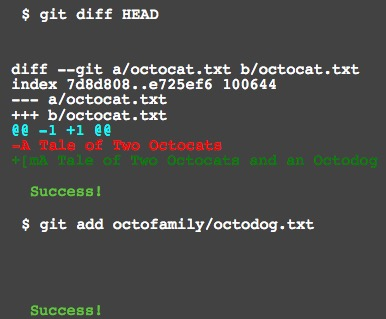 $ git diff HEAD
diff --git a/octocat.txt b/octocat.txt
index 7d8d808..e725ef6 100644
--- a/octocat.txt
+++ b/octocat.txt
@@ -1 +1 @@
-A Tale of Two Octocats
+[mA Tale of Two Octocats and an Octodog
Success!
$ git add octofamily/octodog.txt
Success!